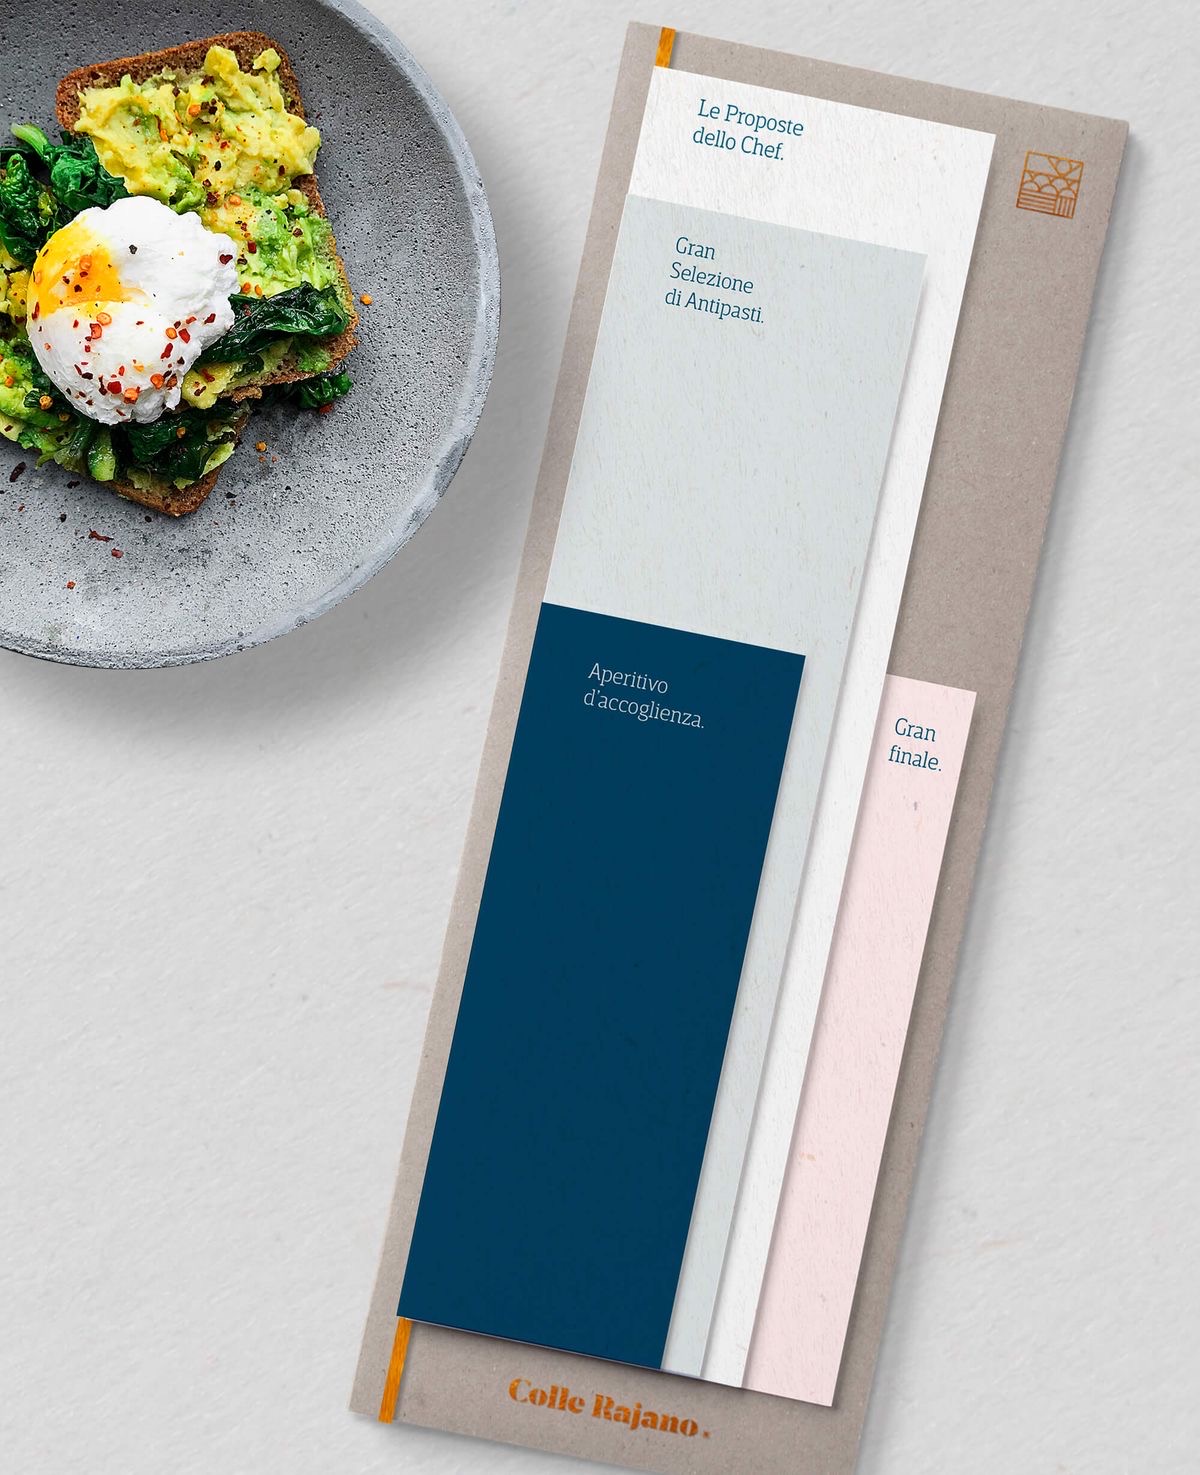 Le Proposte
dello Chef.
Gran
Selezione
di Antipasti.
Aperitivo
d'accoglienza.
Gran
finale.
Colle Rajano.